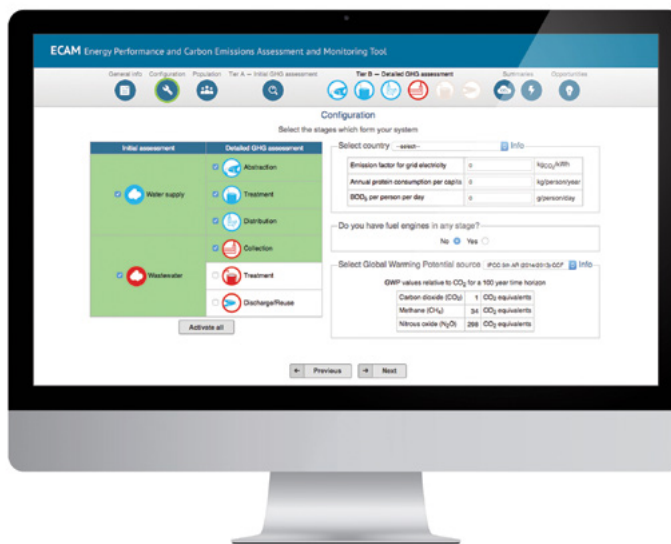 ECAM Energy Performance and Carbon Emissions Assessment and Monitoring Tool
General info Configuration Population Tier A — Initial GHG assessment Tier B — Detailed GHG assessment Summaries Opportunities
Configuration
Select the stages which form your system
Initial assessment Detailed GHG assessment
Water supply
Abstraction
Treatment
Distribution
Wastewater
Collection
Treatment
Discharge/Reuse
Activate all
Select country --select-- Info
Emission factor for grid electricity 0 kgCO₂/kWh
Annual protein consumption per capita 0 kg/person/year
BOD₅ per person per day 0 g/person/day
Do you have fuel engines in any stage?
No Yes
Select Global Warming Potential source Info
GWP values relative to CO₂ for a 100 year time horizon
Carbon dioxide (CO₂) 1 CO₂ equivalents
Methane (CH₄) 34 CO₂ equivalents
Nitrous oxide (N₂O) 298 CO₂ equivalents
Previous Next